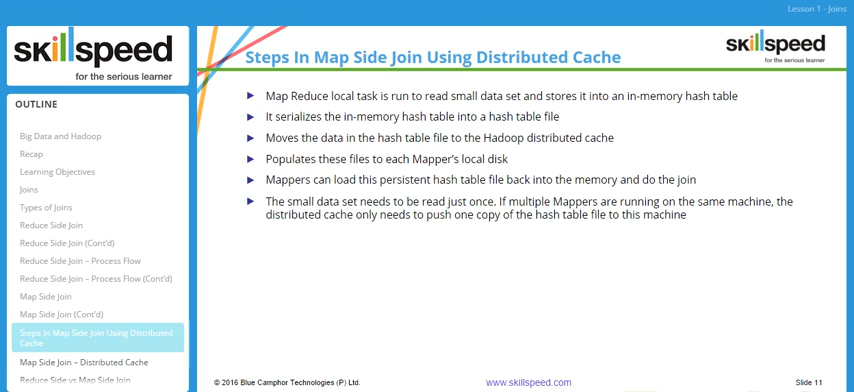 Lesson 1 - Joins
skillspeed
for the serious learner
OUTLINE
Big Data and Hadoop
Recap
Learning Objectives
Joins
Types of Joins
Reduce Side Join
Reduce Side Join (Cont'd)
Reduce Side Join – Process Flow
Reduce Side Join – Process Flow (Cont'd)
Map Side Join
Map Side Join (Cont'd)
Steps In Map Side Join Using Distributed
Cache
Map Side Join – Distributed Cache
Reduce Side vs Map Side Join
Steps In Map Side Join Using Distributed Cache
skillspeed
for the serious learner
Map Reduce local task is run to read small data set and stores it into an in-memory hash table
It serializes the in-memory hash table into a hash table file
Moves the data in the hash table file to the Hadoop distributed cache
Populates these files to each Mapper's local disk
Mappers can load this persistent hash table file back into the memory and do the join
The small data set needs to be read just once. If multiple Mappers are running on the same machine, the
distributed cache only needs to push one copy of the hash table file to this machine
© 2016 Blue Camphor Technologies (P) Ltd.
www.skillspeed.com
Slide 11